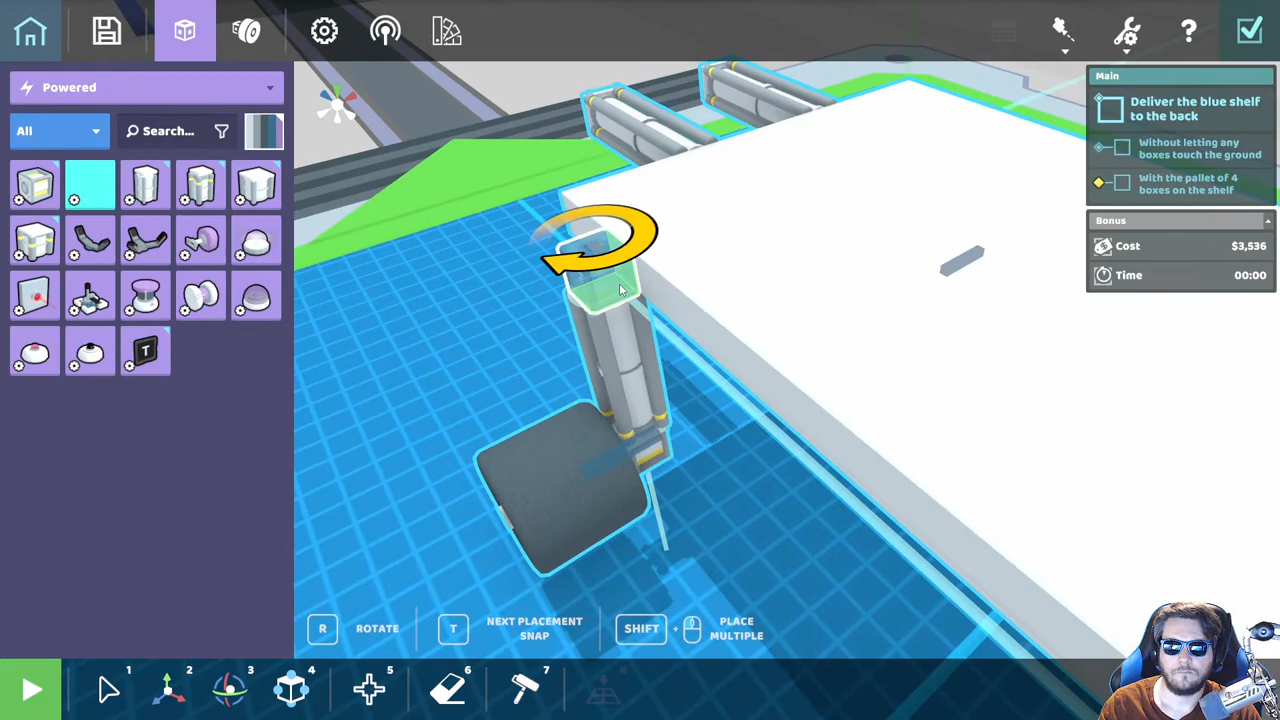 Powered
All
Search...
T
Main
Deliver the blue shelf
to the back
Without letting any
boxes touch the ground
With the pallet of 4
boxes on the shelf
Bonus
Cost
$3,536
Time
00:00
R
ROTATE
T
NEXT PLACEMENT
SNAP
SHIFT
+
PLACE
MULTIPLE
1
2
3
4
5
6
7